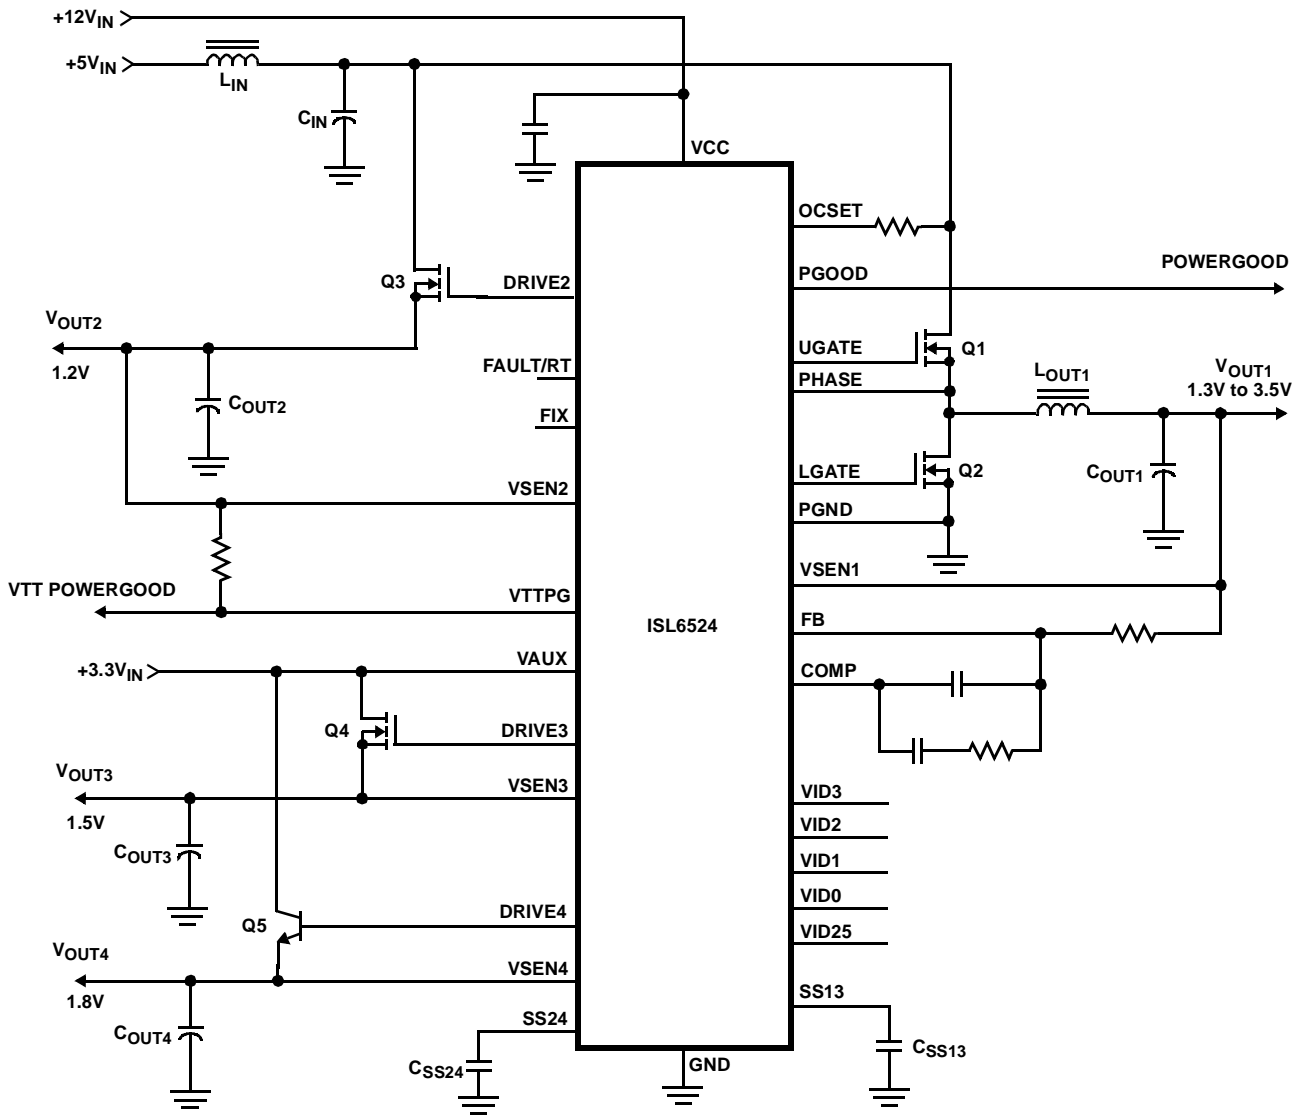 +12VIN
+5VIN
LIN
CIN
VCC
OCSET
PGOOD
POWERGOOD
Q3
DRIVE2
VOUT2
1.2V
COUT2
FAULT/RT
FIX
UGATE
Q1
PHASE
LOUT1
VOUT1
1.3V to 3.5V
LGATE
Q2
COUT1
PGND
VSEN2
VSEN1
VTT POWERGOOD
VTTPG
ISL6524
FB
+3.3VIN
VAUX
COMP
Q4
DRIVE3
VOUT3
1.5V
VSEN3
COUT3
VID3
VID2
VID1
VID0
VID25
Q5
DRIVE4
VOUT4
1.8V
VSEN4
COUT4
SS24
CSS24
SS13
CSS13
GND